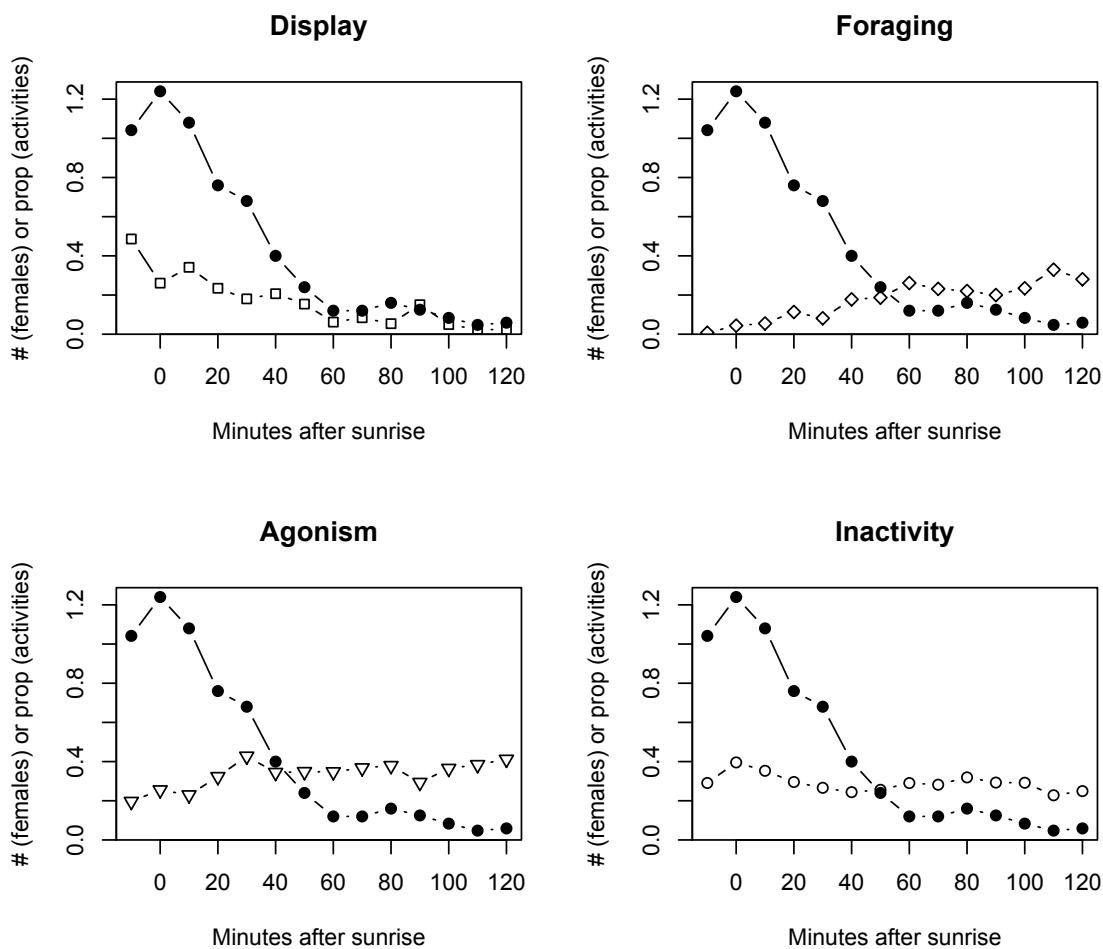 Display
# (females) or prop (activities)
0.0 0.4 0.8 1.2
0 20 40 60 80 100 120
Minutes after sunrise
Foraging
# (females) or prop (activities)
0.0 0.4 0.8 1.2
0 20 40 60 80 100 120
Minutes after sunrise
Agonism
# (females) or prop (activities)
0.0 0.4 0.8 1.2
0 20 40 60 80 100 120
Minutes after sunrise
Inactivity
# (females) or prop (activities)
0.0 0.4 0.8 1.2
0 20 40 60 80 100 120
Minutes after sunrise